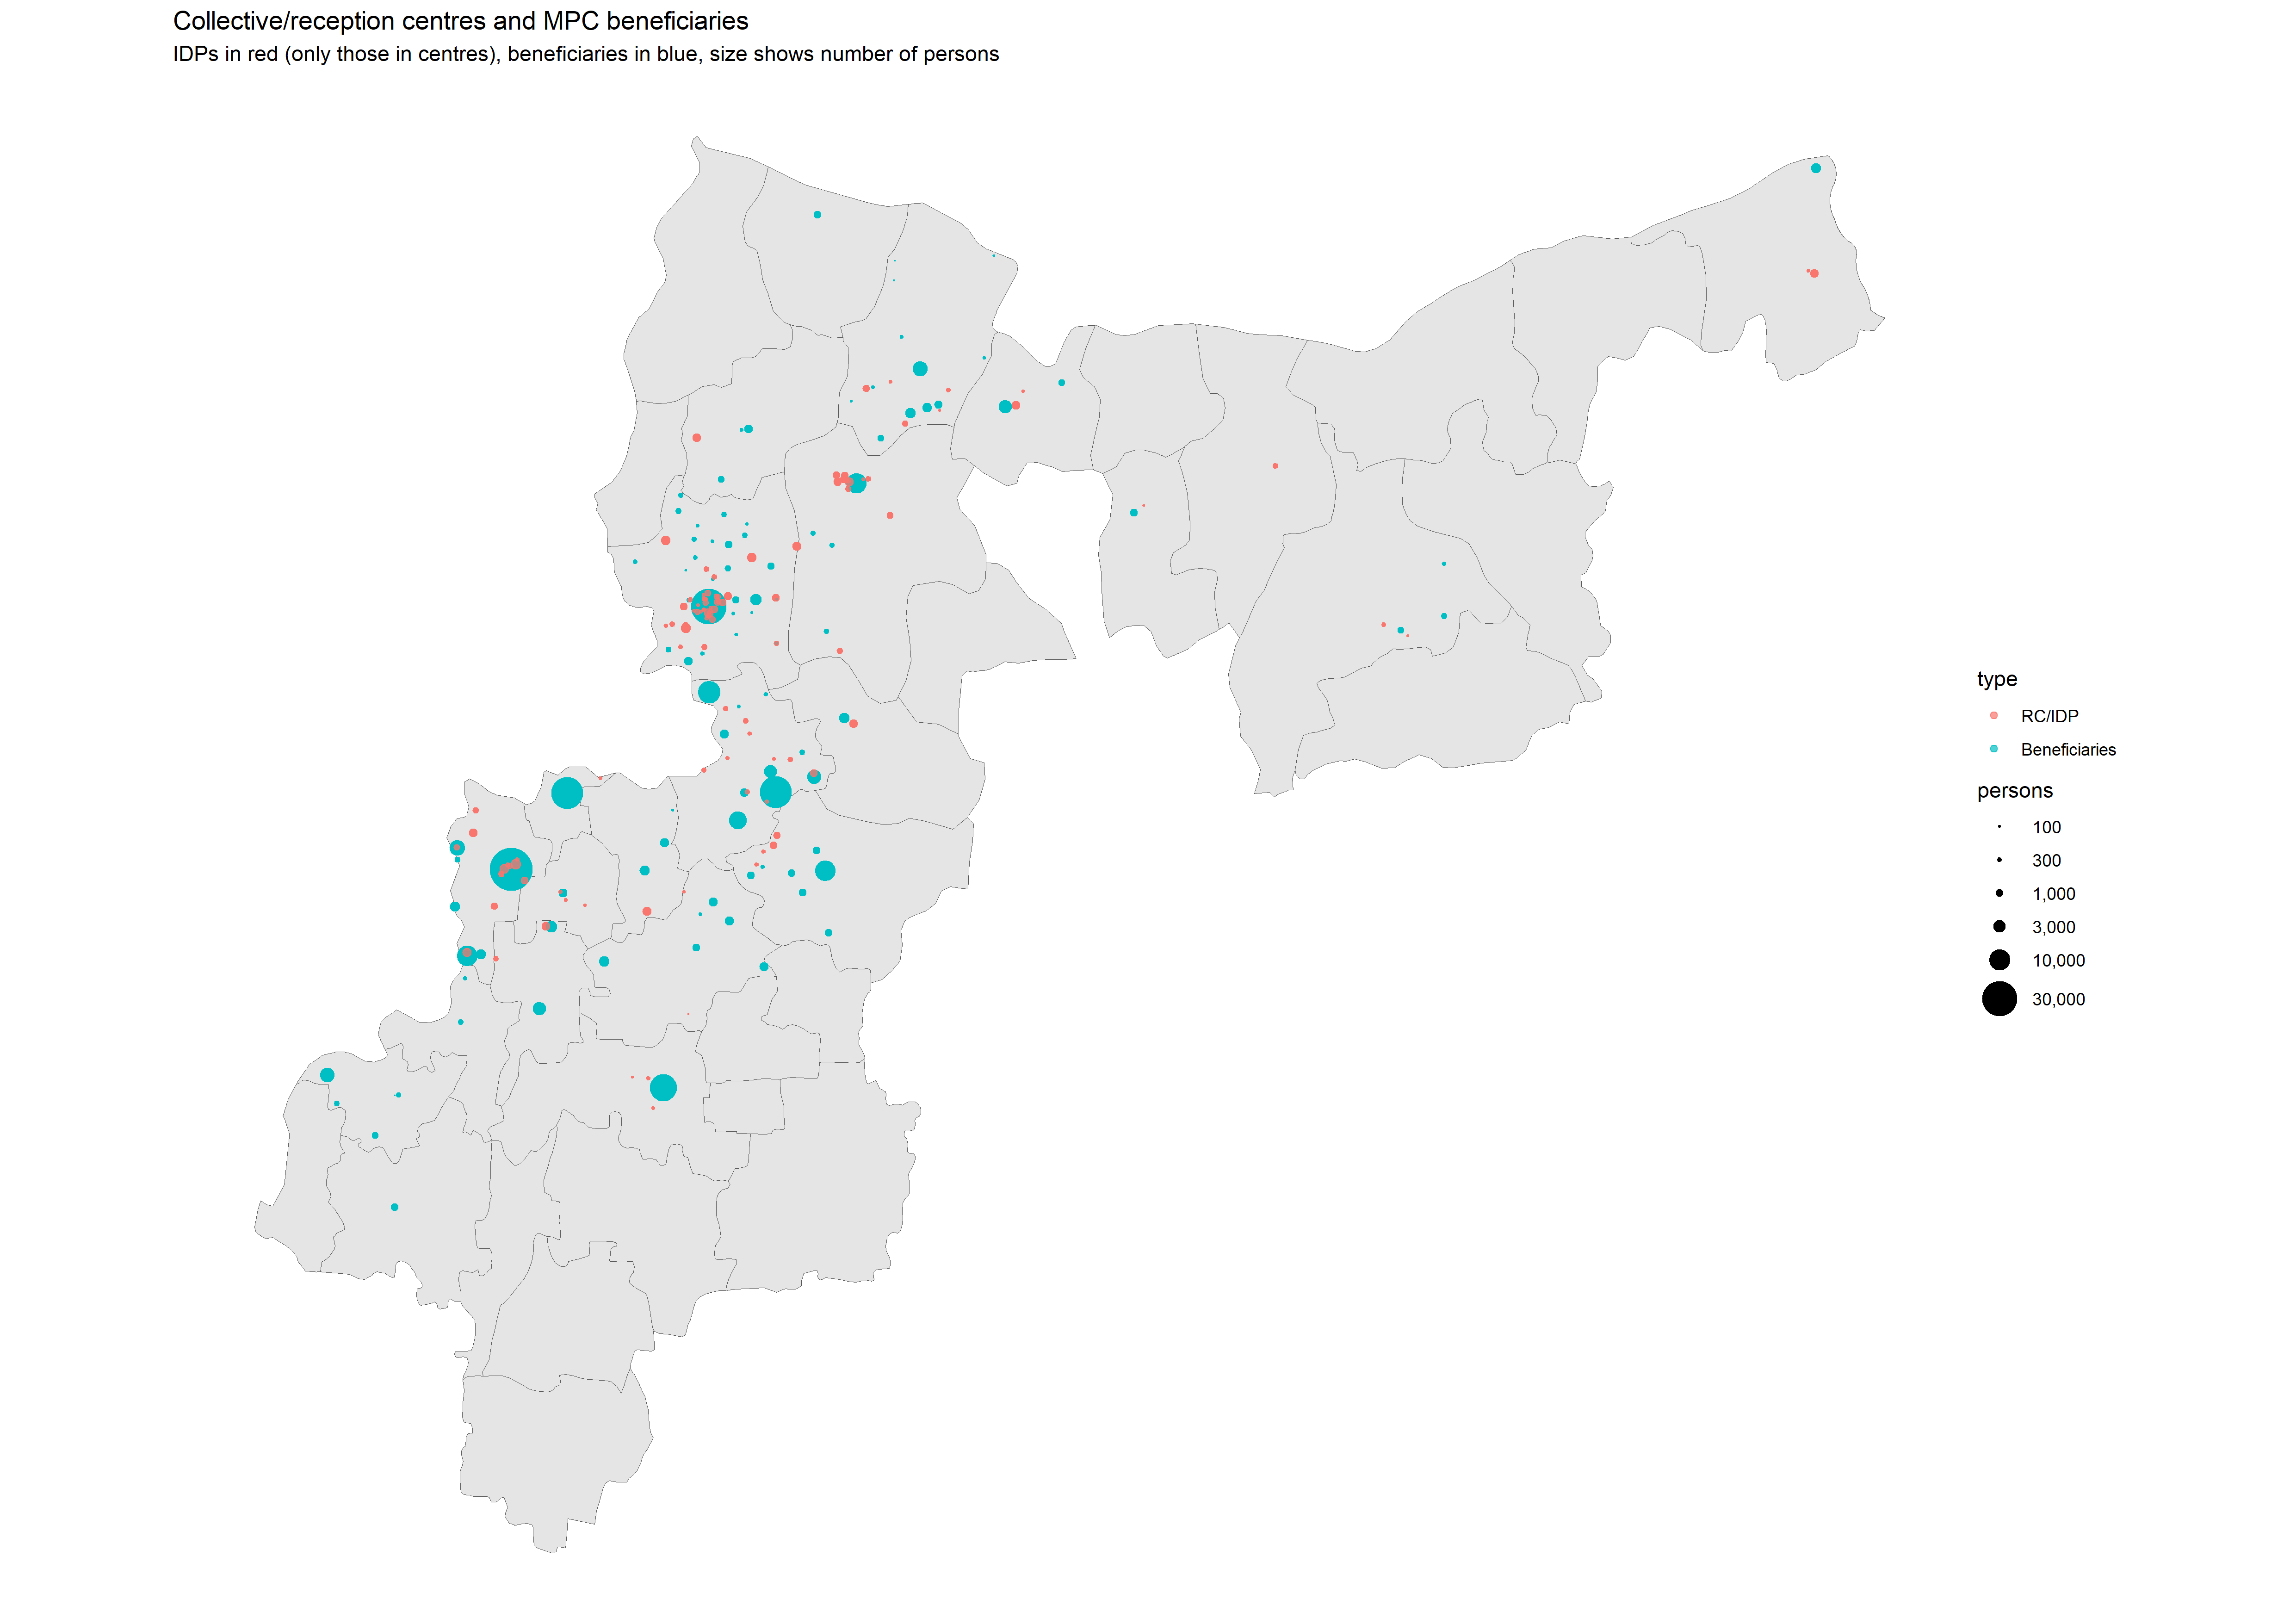 Collective/reception centres and MPC beneficiaries
IDPs in red (only those in centres), beneficiaries in blue, size shows number of persons
type
RC/IDP
Beneficiaries
persons
100
300
1,000
3,000
10,000
30,000